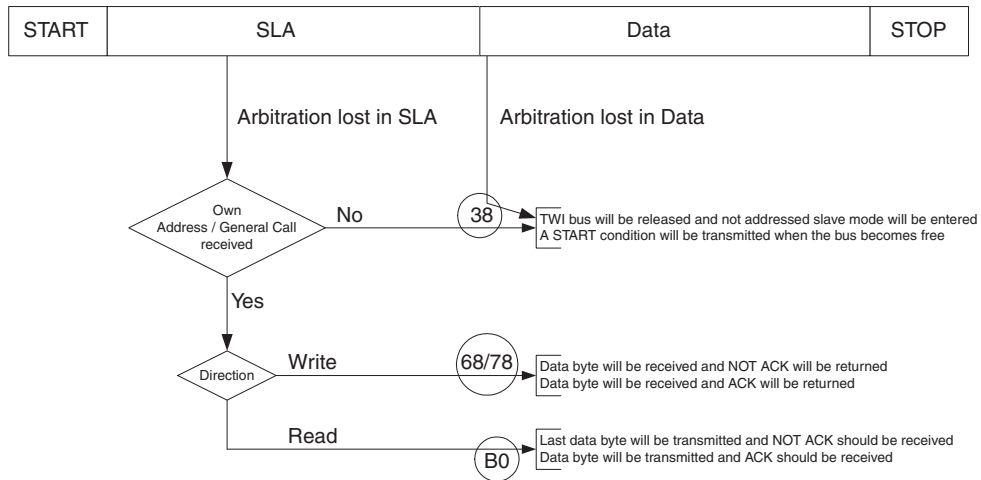 START
SLA
Data
STOP
Arbitration lost in SLA
Arbitration lost in Data
Own
Address / General Call
received
No
38
TWI bus will be released and not addressed slave mode will be entered
A START condition will be transmitted when the bus becomes free
Yes
Direction
Write
68/78
Data byte will be received and NOT ACK will be returned
Data byte will be received and ACK will be returned
Read
B0
Last data byte will be transmitted and NOT ACK should be received
Data byte will be transmitted and ACK should be received